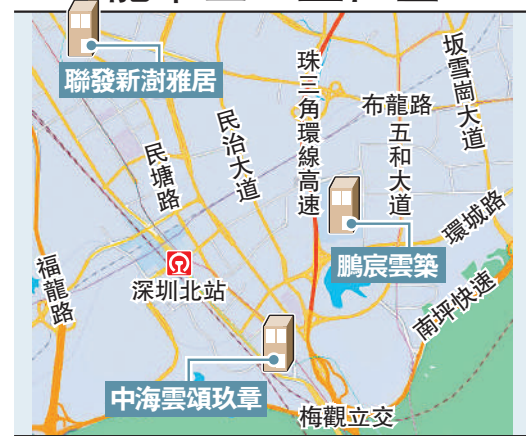 聯發新澍雅居
珠三角環線高速
坂雪崗大道
布龍路
五和大道
民治大道
民塘路
環城路
鵬宸雲築
福龍路
深圳北站
南坪快速
中海雲頌玖章
梅觀立交